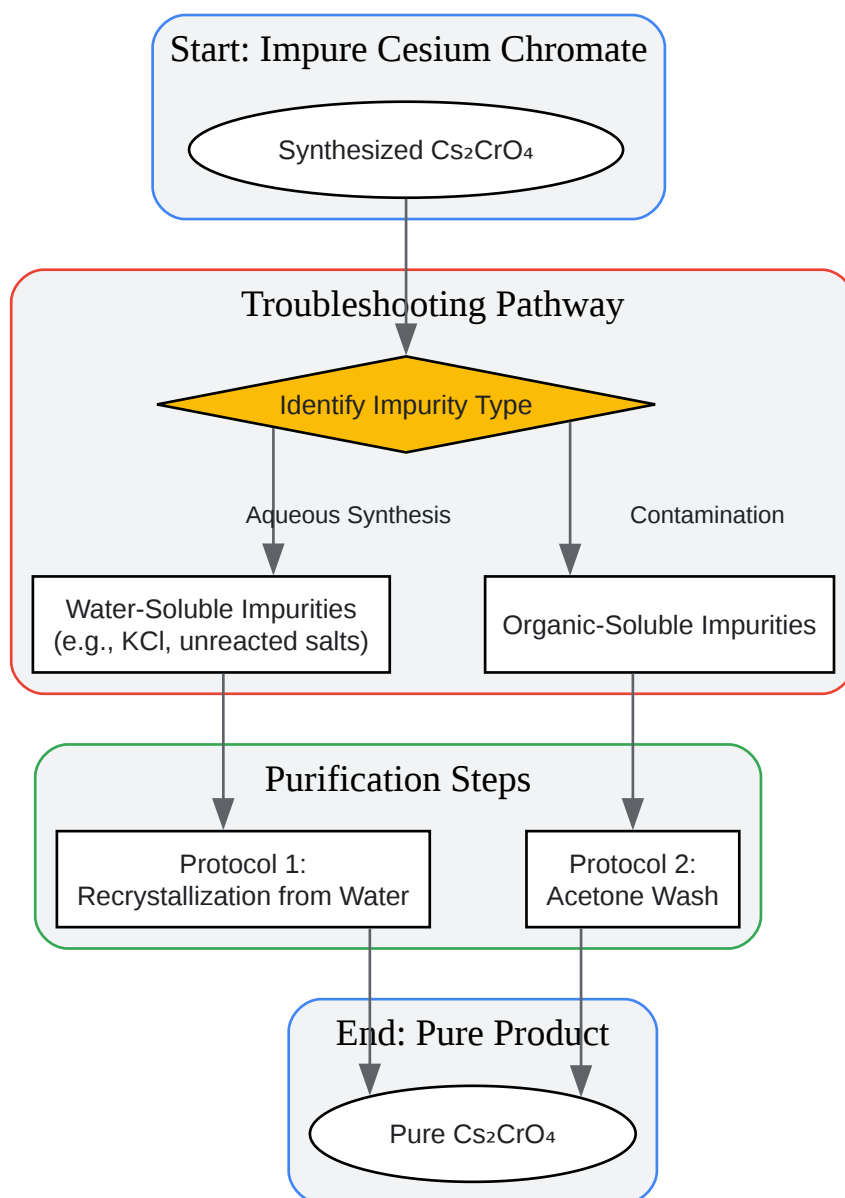 Start: Impure Cesium Chromate
Synthesized Cs₂CrO₄
Troubleshooting Pathway
Identify Impurity Type
Aqueous Synthesis
Contamination
Water-Soluble Impurities
(e.g., KCl, unreacted salts)
Organic-Soluble Impurities
Purification Steps
Protocol 1:
Recrystallization from Water
Protocol 2:
Acetone Wash
End: Pure Product
Pure Cs₂CrO₄